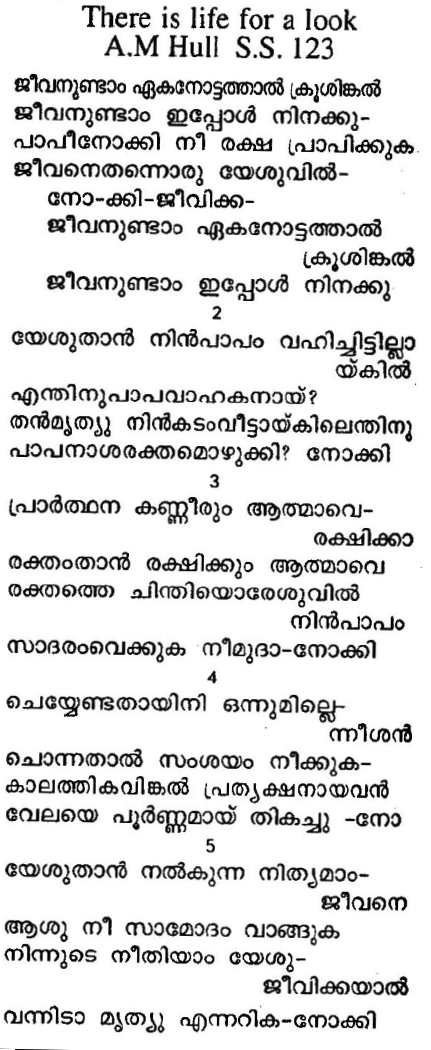 There is life for a look
A.M Hull S.S. 123
ജീവനുണ്ടാം ഏകനോട്ടത്താൽ ക്രൂശിങ്കൽ
ജീവനുണ്ടാം ഇപ്പോൾ നിനക്കു-
പാപീനോക്കി നീ രക്ഷ പ്രാപിക്കുക
ജീവനെതന്നൊരു യേശുവിൽ-
നോ-ക്കി-ജീവിക്ക-
ജീവനുണ്ടാം ഏകനോട്ടത്താൽ
ക്രൂശിങ്കൽ
ജീവനുണ്ടാം ഇപ്പോൾ നിനക്കു
2
യേശുതാൻ നിൻപാപം വഹിച്ചിട്ടില്ലാ
യ്കിൽ
എന്തിനുപാപവാഹകനായ്?
തൻമൃത്യു നിൻകടംവീട്ടായ്കിലെന്തിനൂ
പാപനാശരക്തമൊഴുക്കി? നോക്കി
3
പ്രാർത്ഥന കണ്ണീരും ആത്മാവെ-
രക്ഷിക്കാ
രക്തംതാൻ രക്ഷിക്കും ആത്മാവെ
രക്തത്തെ ചിന്തിയൊരേശുവിൽ
നിൻപാപം
സാദരംവെക്കുക നീമുദാ-നോക്കി
4
ചെയ്യേണ്ടതായിനി ഒന്നുമില്ലെ-
ന്നീശൻ
ചൊന്നതാൽ സംശയം നീക്കുക-
കാലത്തികവിങ്കൽ പ്രത്യക്ഷനായവൻ
വേലയെ പൂർണ്ണമായ് തികച്ചു -നോ
5
യേശുതാൻ നൽകുന്ന നിത്യമാം-
ജീവനെ
ആശു നീ സാമോദം വാങ്ങുക
നിന്നുടെ നീതിയാം യേശു-
ജീവിക്കയാൽ
വന്നിടാ മൃത്യു എന്നറിക-നോക്കി